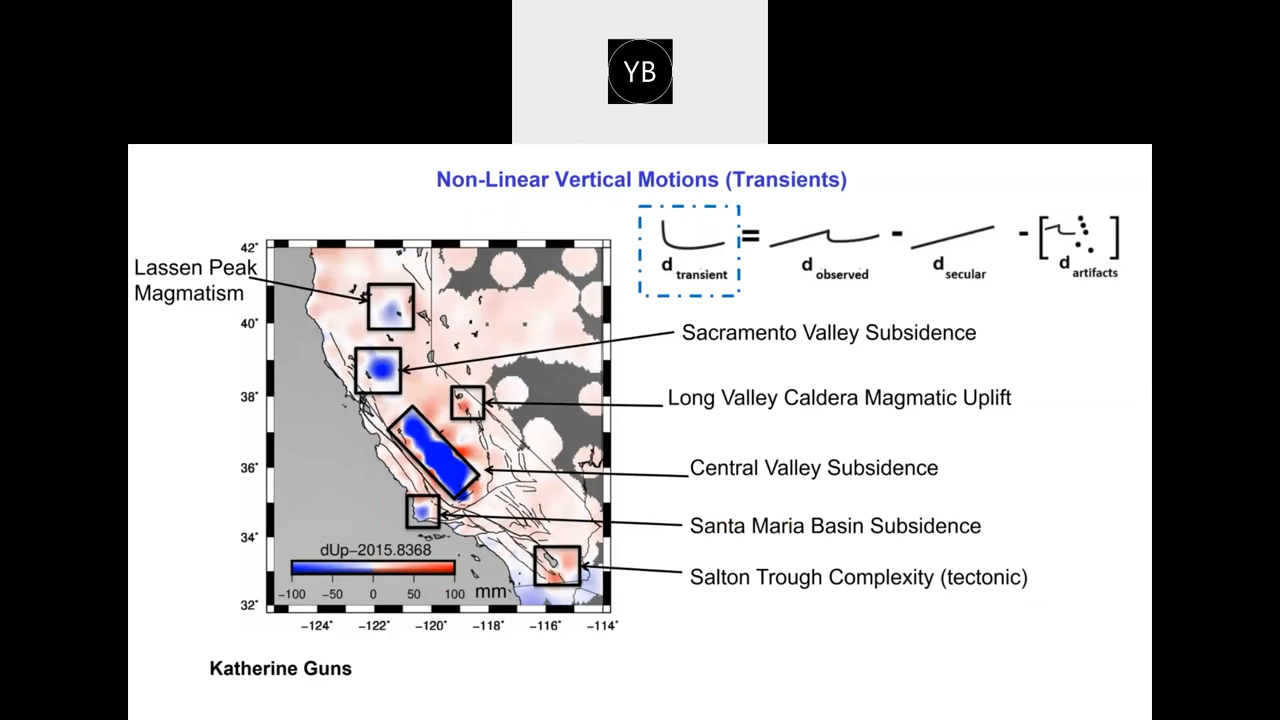 YB
Non-Linear Vertical Motions (Transients)
d transient = d observed - d secular - [ d artifacts ]
Lassen Peak
Magmatism
Sacramento Valley Subsidence
Long Valley Caldera Magmatic Uplift
Central Valley Subsidence
Santa Maria Basin Subsidence
Salton Trough Complexity (tectonic)
42°
40°
38°
36°
34°
32°
dUp−2015.8368
−100 −50 0 50 100 mm
−124° −122° −120° −118° −116° −114°
Katherine Guns